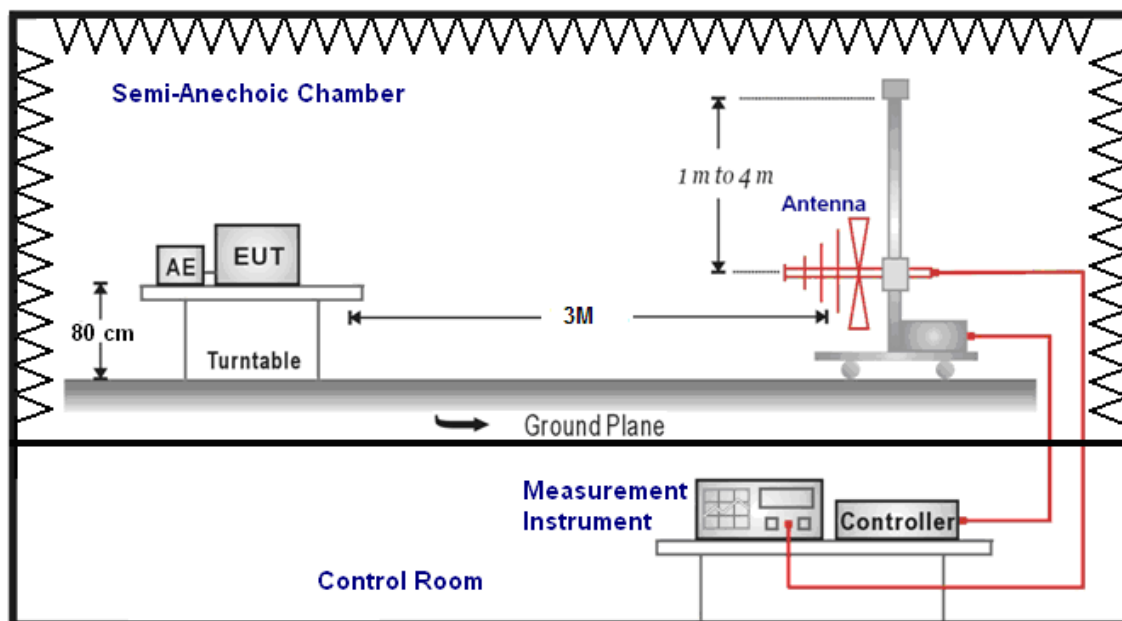 Semi-Anechoic Chamber
1 m to 4 m
Antenna
AE
EUT
80 cm
3M
Turntable
Ground Plane
Measurement
Instrument
Controller
Control Room